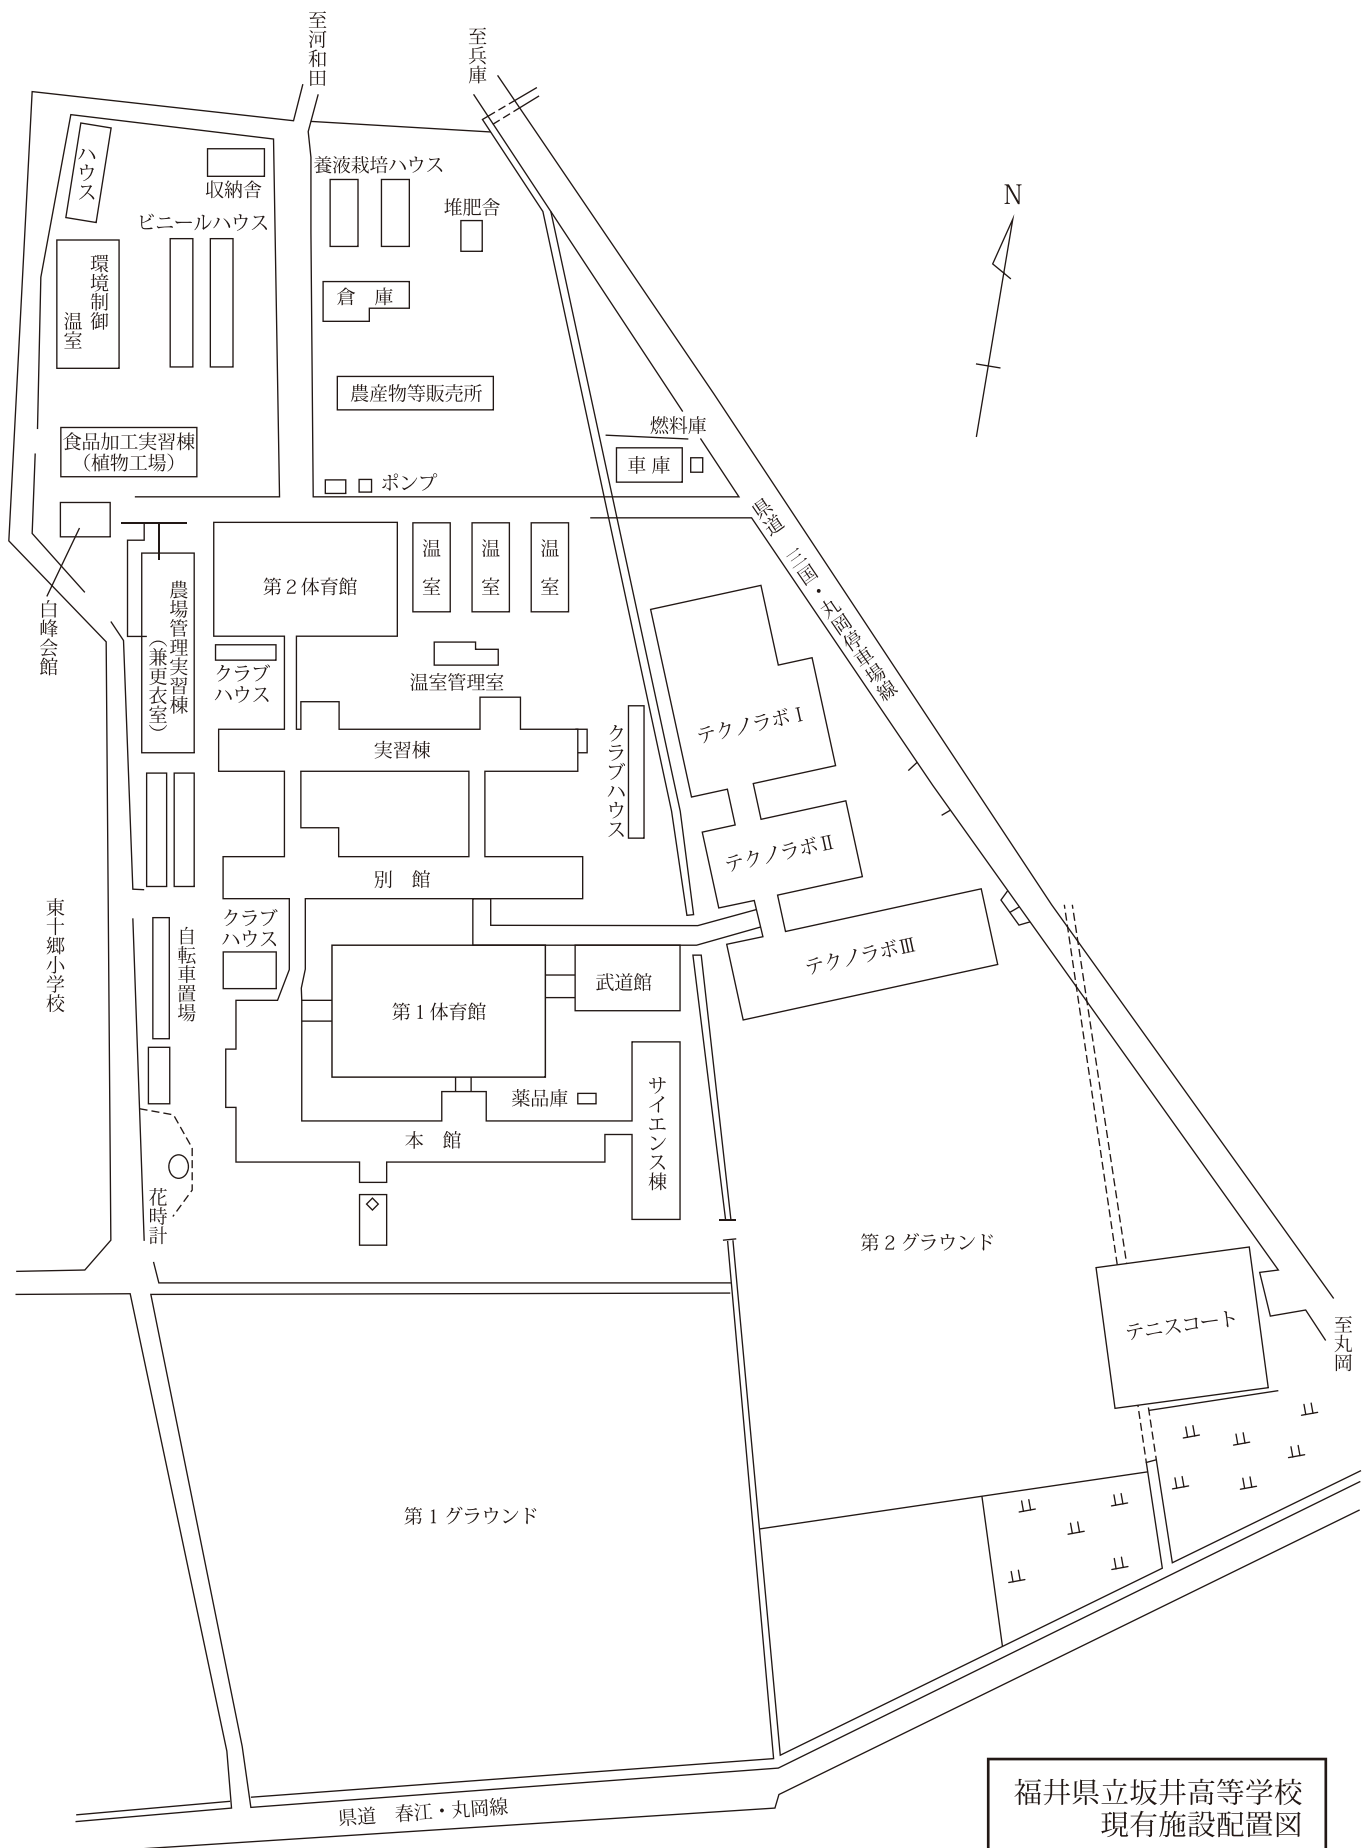 至河和田
至兵庫
N
ハウス
収納舎
養液栽培ハウス
堆肥舎
ビニールハウス
環境制御
温室
倉　庫
農産物等販売所
燃料庫
車 庫
食品加工実習棟
（植物工場）
ポンプ
県道　三国・丸岡停車場線
白峰会館
農場管理実習棟
（兼更衣室）
第２体育館
温室
温室
温室
クラブ
ハウス
温室管理室
テクノラボⅠ
実習棟
クラブハウス
テクノラボⅡ
別　館
クラブ
ハウス
テクノラボⅢ
東十郷小学校
自転車置場
武道館
第１体育館
薬品庫
サイエンス棟
本　館
花時計
第２グラウンド
テニスコート
至丸岡
第１グラウンド
県道　春江・丸岡線
福井県立坂井高等学校
現有施設配置図